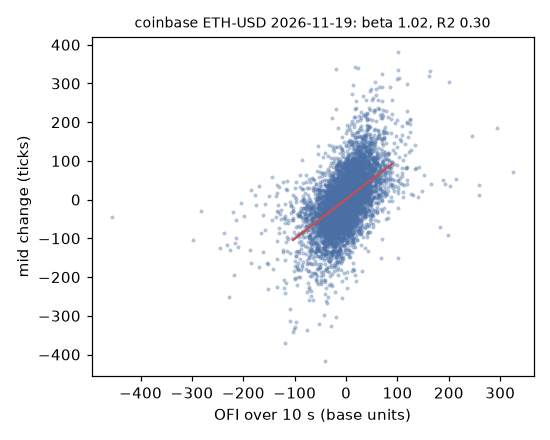 coinbase ETH-USD 2026-11-19: beta 1.02, R2 0.30
mid change (ticks)
400
300
200
100
0
−100
−200
−300
−400
−400 −300 −200 −100 0 100 200 300
OFI over 10 s (base units)